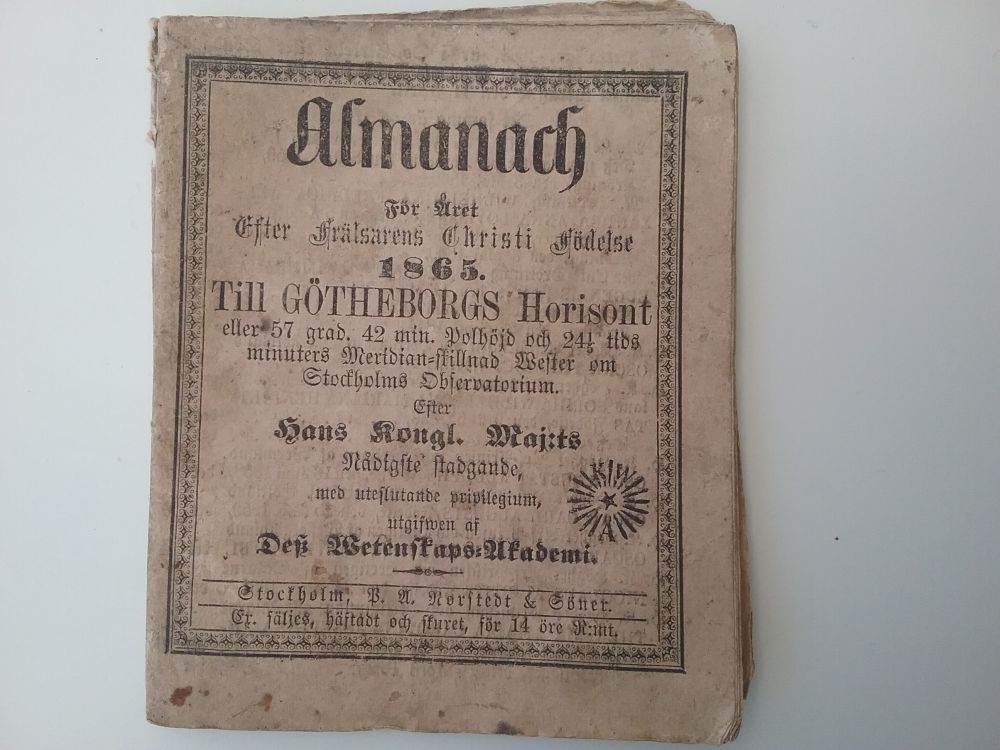 Almanach
För Året
Efter Frälsarens Christi Födelse
1865.
Till GÖTHEBORGS Horisont
eller 57 grad. 42 min. Polhöjd och 24⅕ tids
minuters Meridian-skillnad Wester om
Stockholms Observatorium.
Efter
Hans Kongl. Maj:ts
Nådigste stadgande,
med uteslutande privilegium,
utgifwen af
Deß Wetenskaps-Akademi.
K W A
Stockholm, P. A. Norstedt & Söner.
Ex. säljes, häftadt och skuret, för 14 öre R:mt.